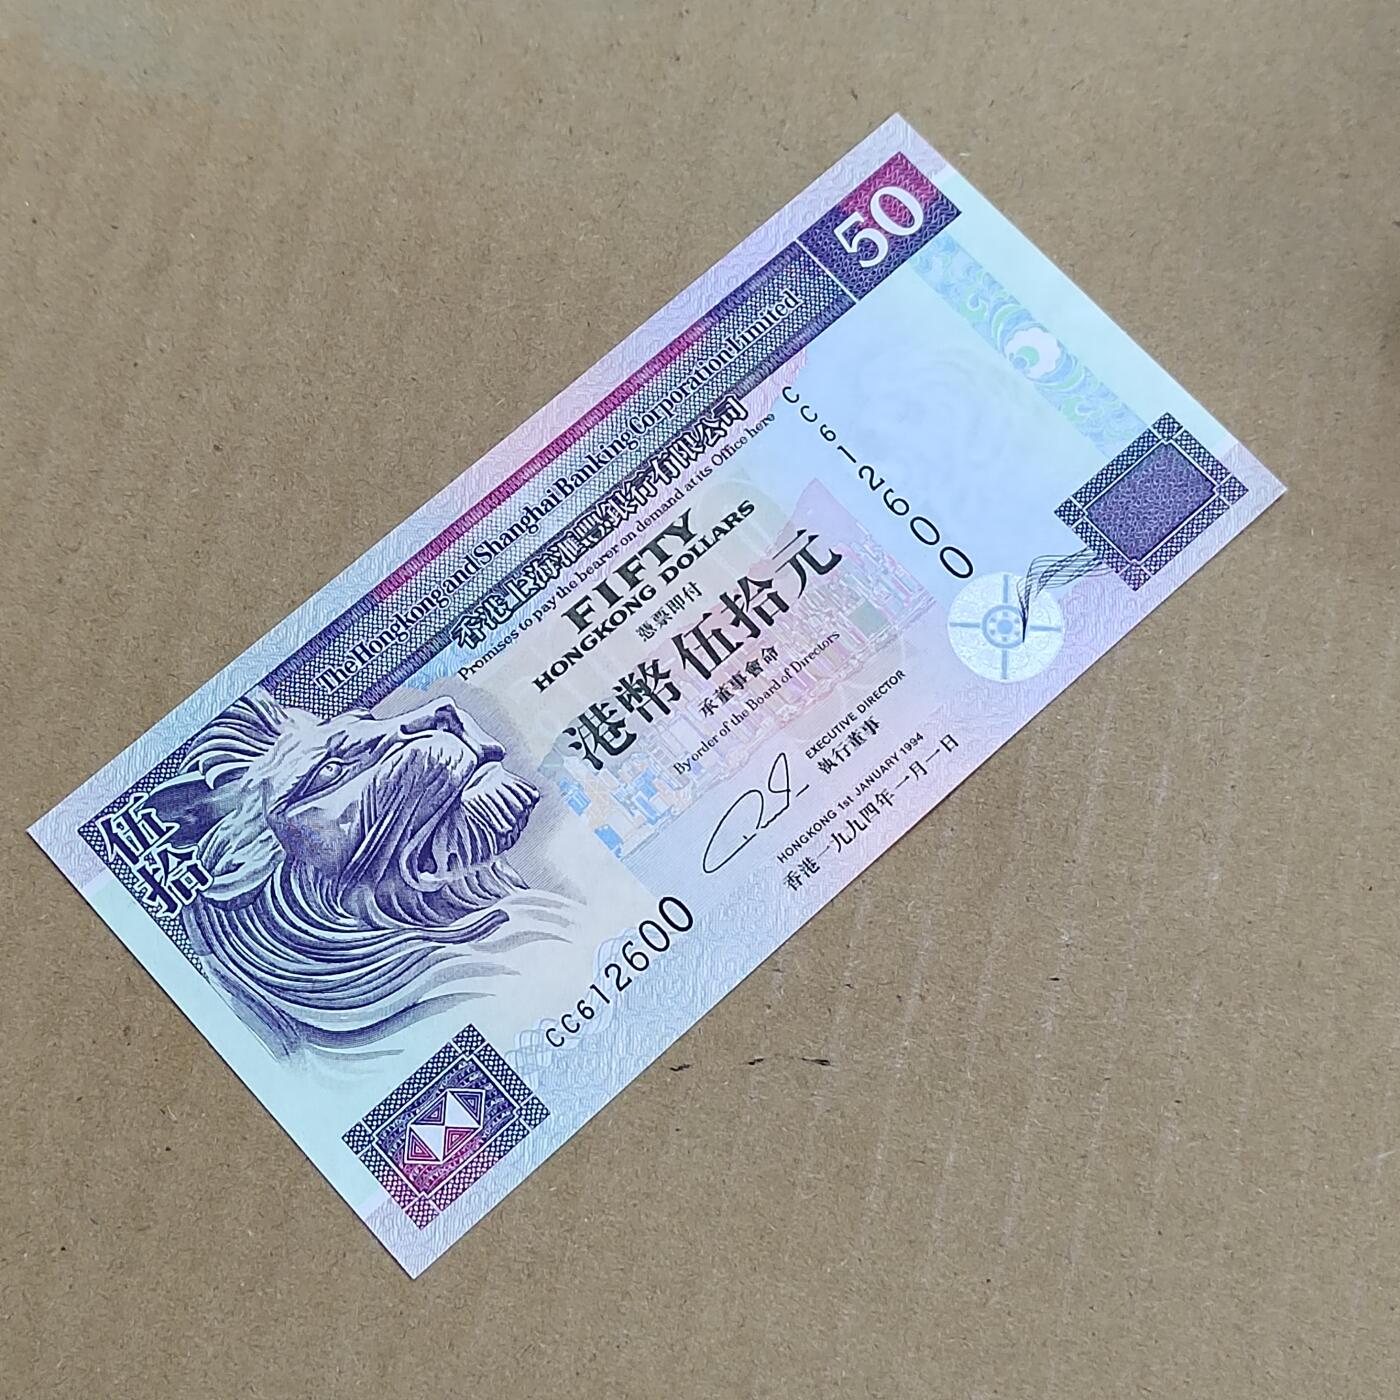 50
The Hongkong and Shanghai Banking Corporation Limited
香港上海滙豐銀行有限公司
Promises to pay the bearer on demand at its Office here
FIFTY
HONGKONG DOLLARS
憑票即付
港幣伍拾元
承董事會命
By order of the Board of Directors
CC612600
EXECUTIVE DIRECTOR
執行董事
HONGKONG 1st JANUARY 1994
香港一九九四年一月一日
伍拾
CC612600